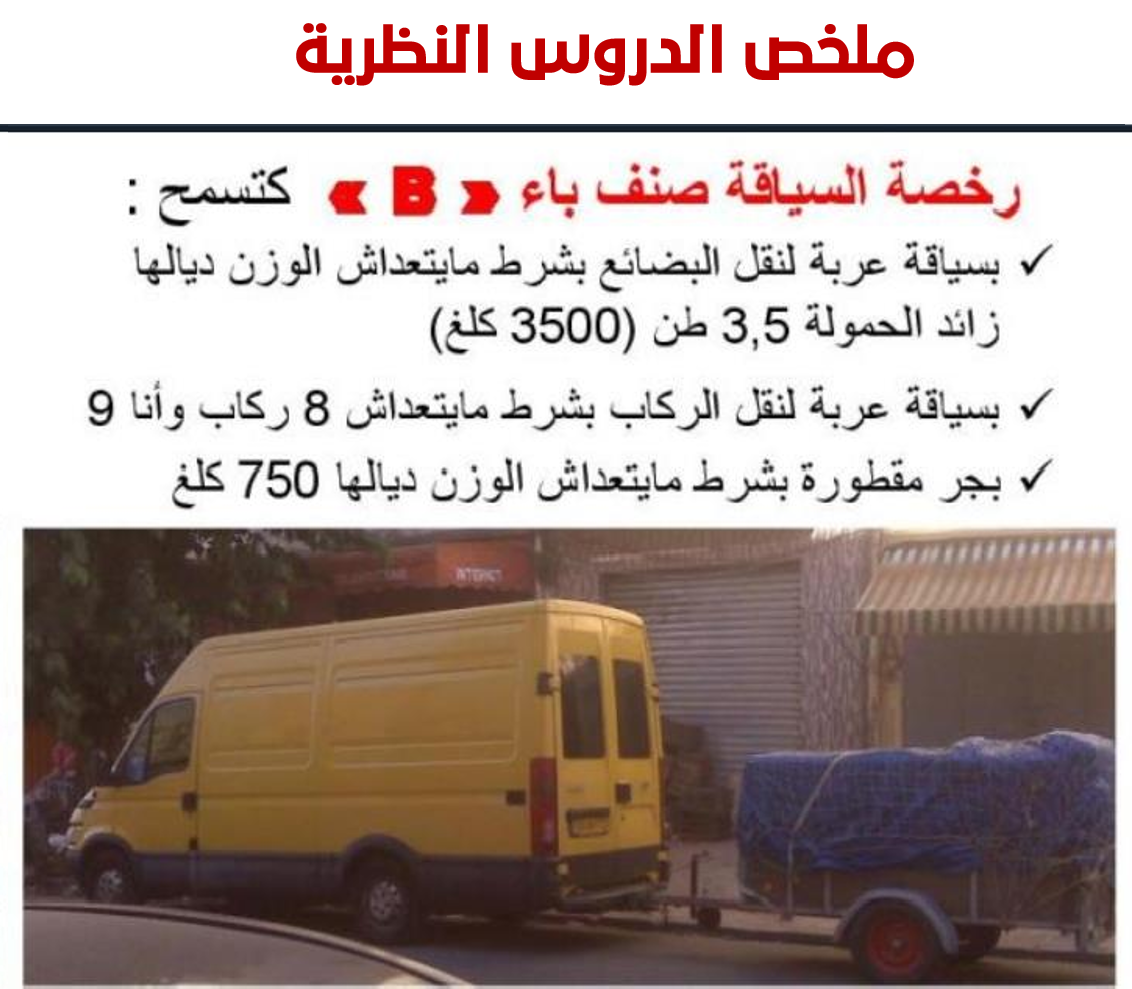 ملخص الدروس النظرية
رخصة السياقة صنف باء « B » كتسمح :
✓ بسياقة عربة لنقل البضائع بشرط مايتعداش الوزن ديالها
زائد الحمولة 3,5 طن (3500 كلغ)
✓ بسياقة عربة لنقل الركاب بشرط مايتعداش 8 ركاب وأنا 9
✓ بجر مقطورة بشرط مايتعداش الوزن ديالها 750 كلغ
INTERNET